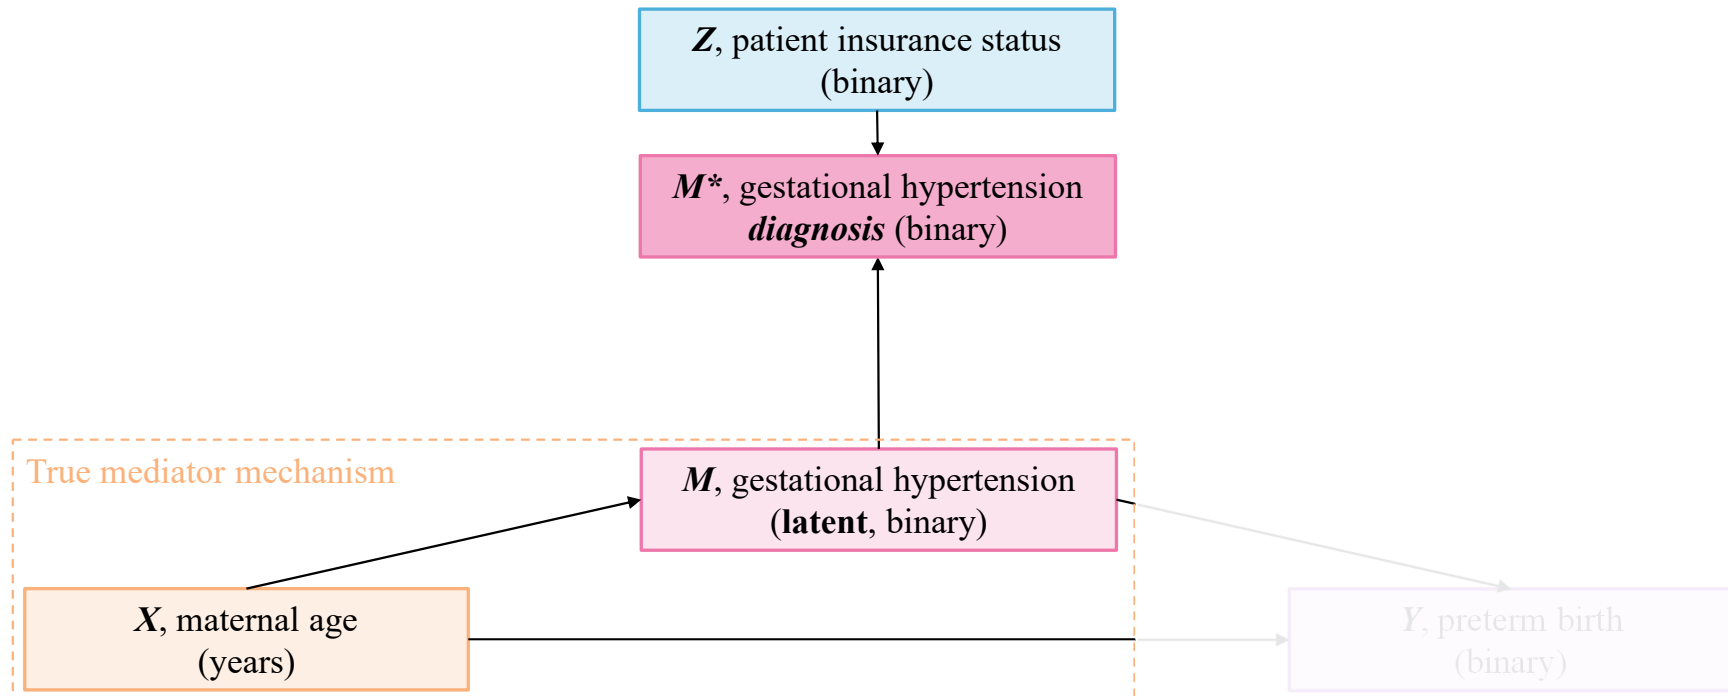 Z, patient insurance status
(binary)
M*, gestational hypertension
diagnosis (binary)
True mediator mechanism
M, gestational hypertension
(latent, binary)
X, maternal age
(years)
Y, preterm birth
(binary)